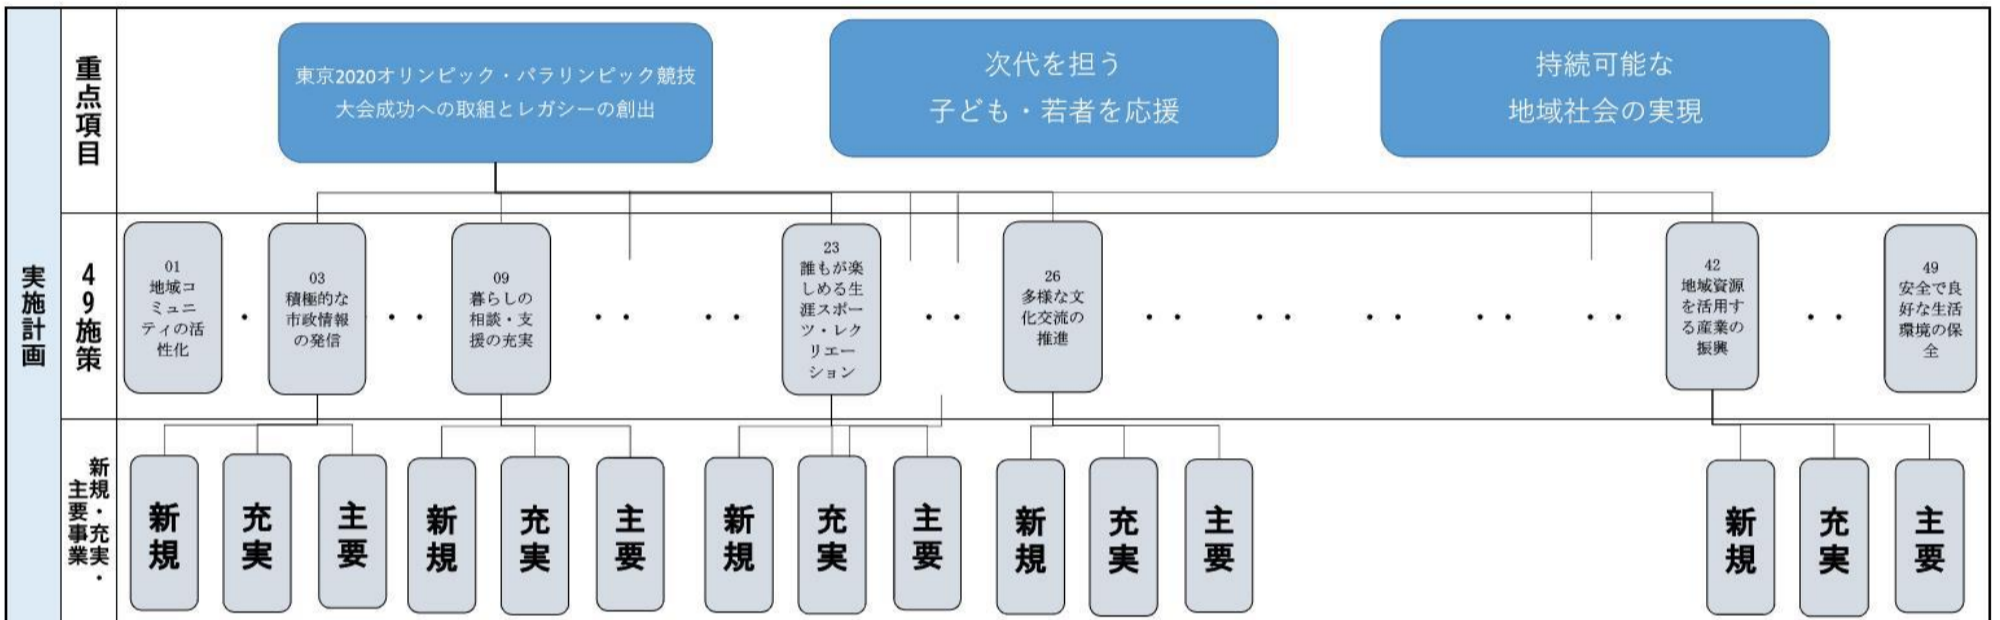 実施計画
重点項目
東京2020オリンピック・パラリンピック競技
大会成功への取組とレガシーの創出
次代を担う
子ども・若者を応援
持続可能な
地域社会の実現
49施策
01
地域コ
ミュニ
ティの活
性化
・
03
積極的な
市政情報
の発信
・・
09
暮らしの
相談・支
援の充実
・・
・・
23
誰もが楽
しめる生
涯スポー
ツ・レク
リエー
ション
・・
26
多様な文
化交流の
推進
・・
・・
・・
・・
・・
42
地域資源
を活用す
る産業の
振興
・・
49
安全で良
好な生活
環境の保
全
新規・充実・
主要事業
新規
充実
主要
新規
充実
主要
新規
充実
主要
新規
充実
主要
新規
充実
主要